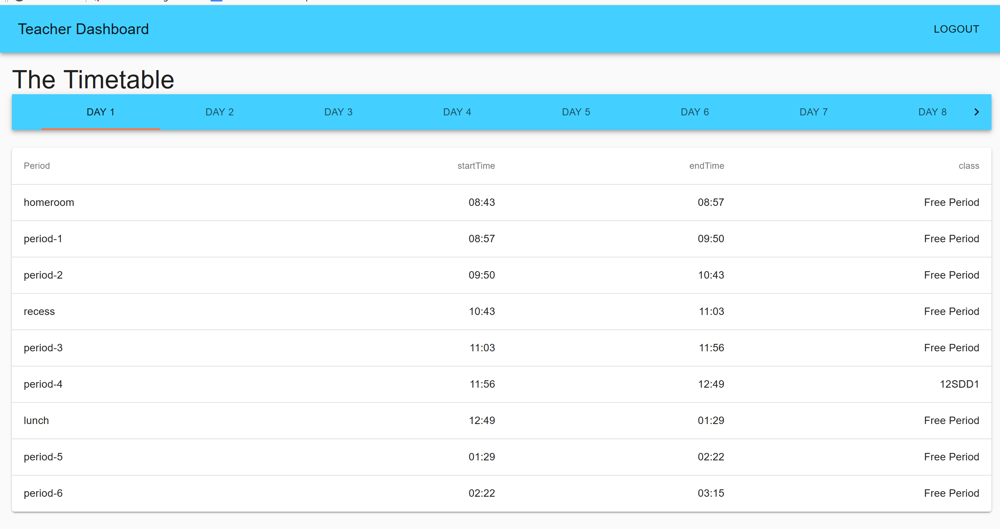 Teacher Dashboard LOGOUT
The Timetable
DAY 1 DAY 2 DAY 3 DAY 4 DAY 5 DAY 6 DAY 7 DAY 8
Period startTime endTime class
homeroom 08:43 08:57 Free Period
period-1 08:57 09:50 Free Period
period-2 09:50 10:43 Free Period
recess 10:43 11:03 Free Period
period-3 11:03 11:56 Free Period
period-4 11:56 12:49 12SDD1
lunch 12:49 01:29 Free Period
period-5 01:29 02:22 Free Period
period-6 02:22 03:15 Free Period